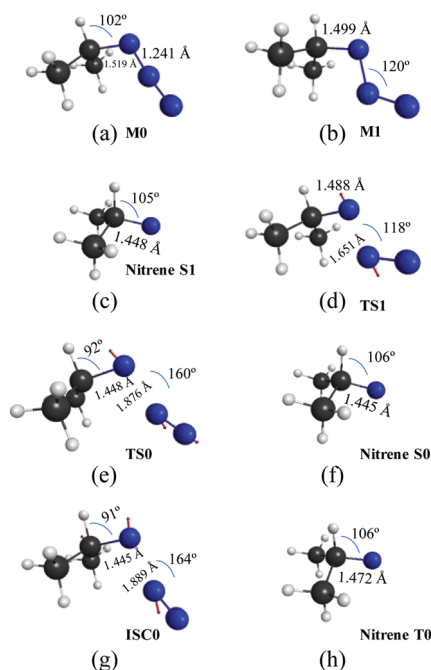 102º
1.241 Å
1.519 Å
(a) M0
1.499 Å
120º
(b) M1
105º
1.448 Å
Nitrene S1
(c)
1.488 Å
118º
1.651 Å
(d) TS1
92º
160º
1.448 Å
1.876 Å
TS0
(e)
106º
1.445 Å
Nitrene S0
(f)
91º
164º
1.445 Å
1.889 Å
ISC0
(g)
106º
1.472 Å
Nitrene T0
(h)